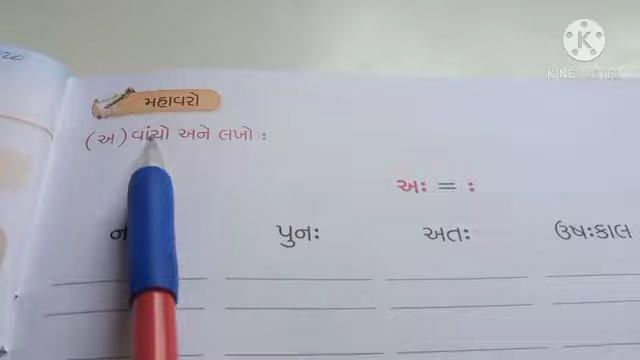 મહાવરો
(અ) વાંચો અને લખો :
અઃ = ઃ
પુનઃ અતઃ ઉષઃકાલ
KINEMASTER